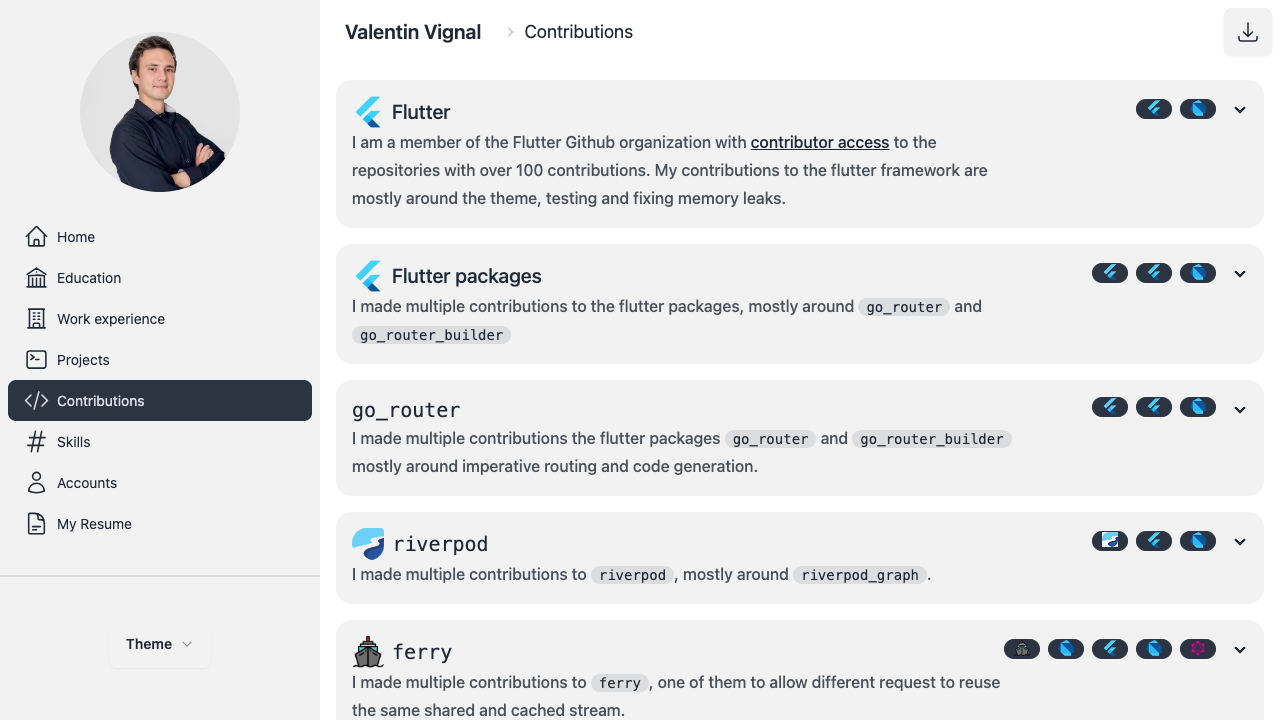 Valentin Vignal
Contributions
Home
Education
Work experience
Projects
Contributions
Skills
Accounts
My Resume
Theme
Flutter
I am a member of the Flutter Github organization with contributor access to the
repositories with over 100 contributions. My contributions to the flutter framework are
mostly around the theme, testing and fixing memory leaks.
Flutter packages
I made multiple contributions to the flutter packages, mostly around go_router and
go_router_builder
go_router
I made multiple contributions the flutter packages go_router and go_router_builder
mostly around imperative routing and code generation.
riverpod
I made multiple contributions to riverpod, mostly around riverpod_graph.
ferry
I made multiple contributions to ferry, one of them to allow different request to reuse
the same shared and cached stream.